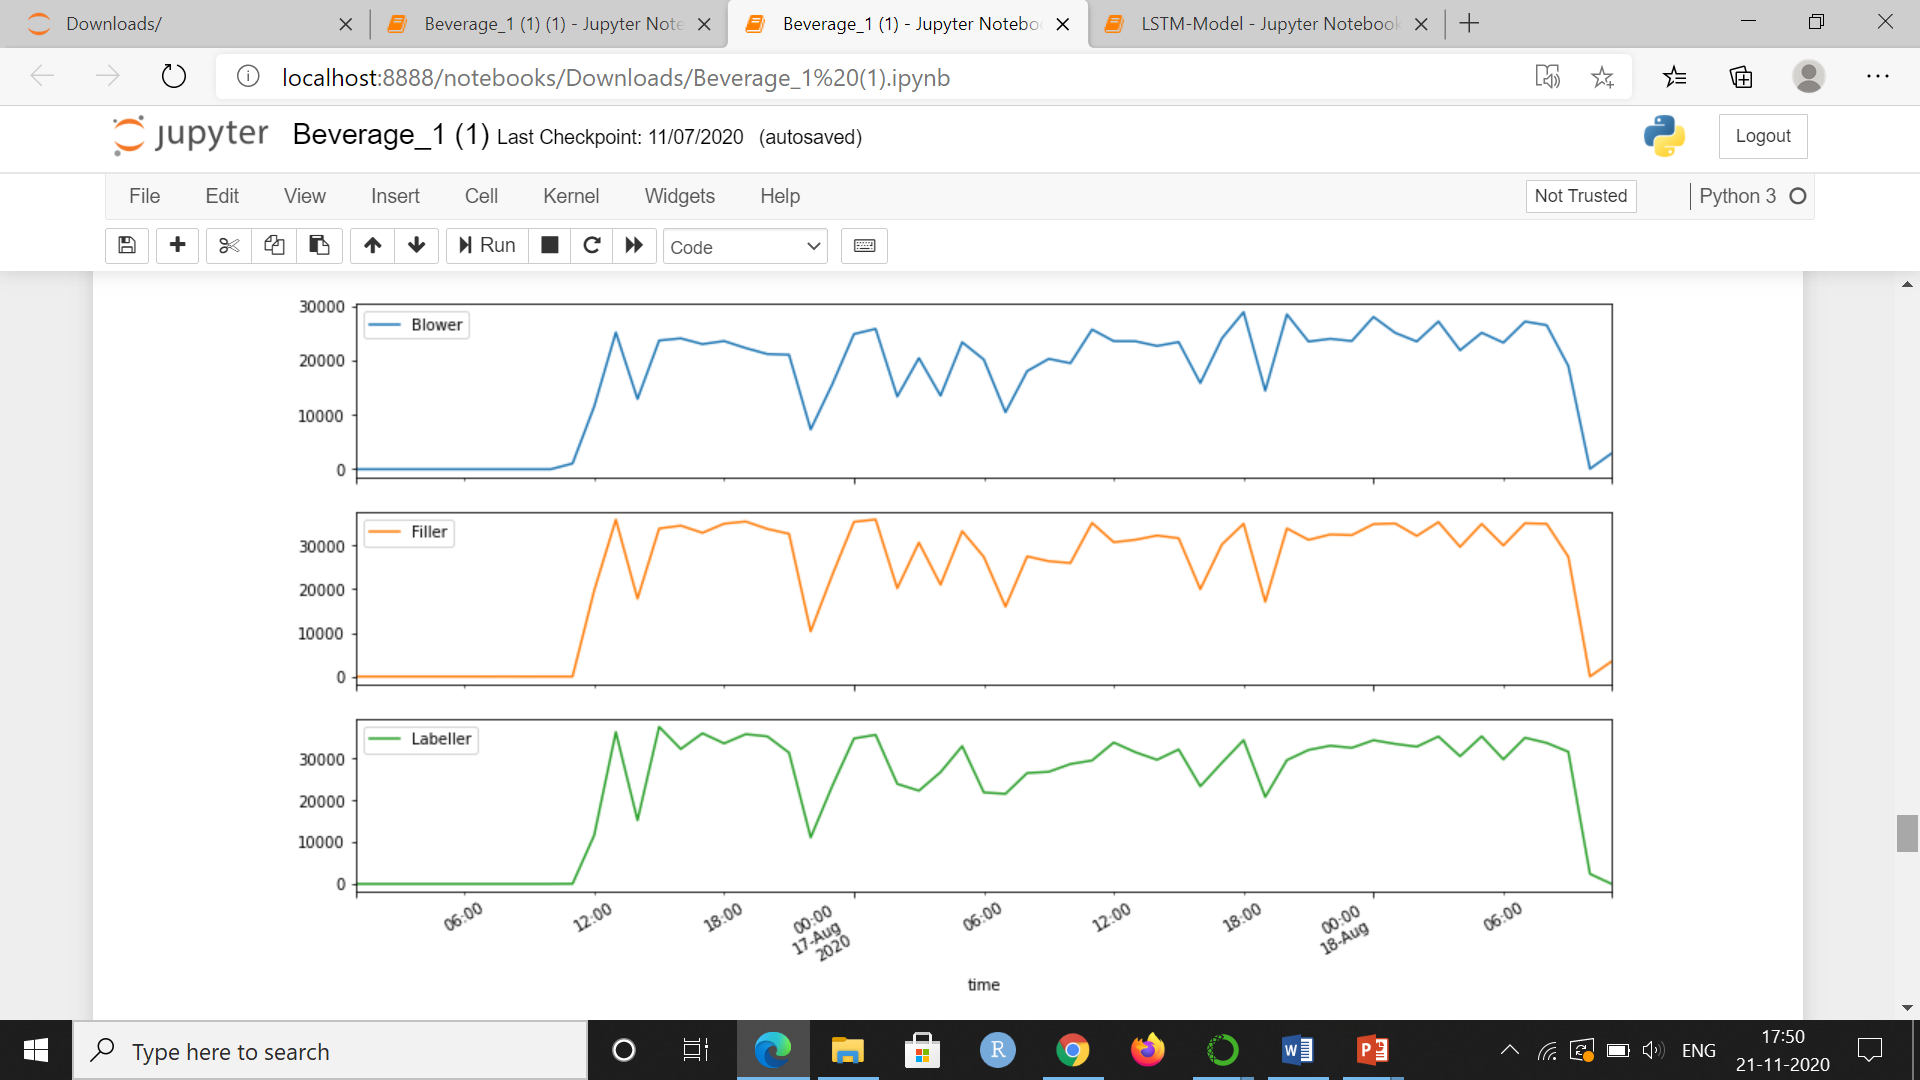 Downloads/
Beverage_1 (1) (1) - Jupyter Note
Beverage_1 (1) - Jupyter Notebo
LSTM-Model - Jupyter Notebook
localhost:8888/notebooks/Downloads/Beverage_1%20(1).ipynb
jupyter Beverage_1 (1) Last Checkpoint: 11/07/2020 (autosaved)
Logout
File Edit View Insert Cell Kernel Widgets Help
Not Trusted
Python 3
Run
Code
30000
20000
10000
0
Blower
30000
20000
10000
0
Filler
30000
20000
10000
0
Labeller
06:00
12:00
18:00
00:00
17-Aug
2020
06:00
12:00
18:00
00:00
18-Aug
06:00
time
Type here to search
R
W
P
ENG
17:50
21-11-2020